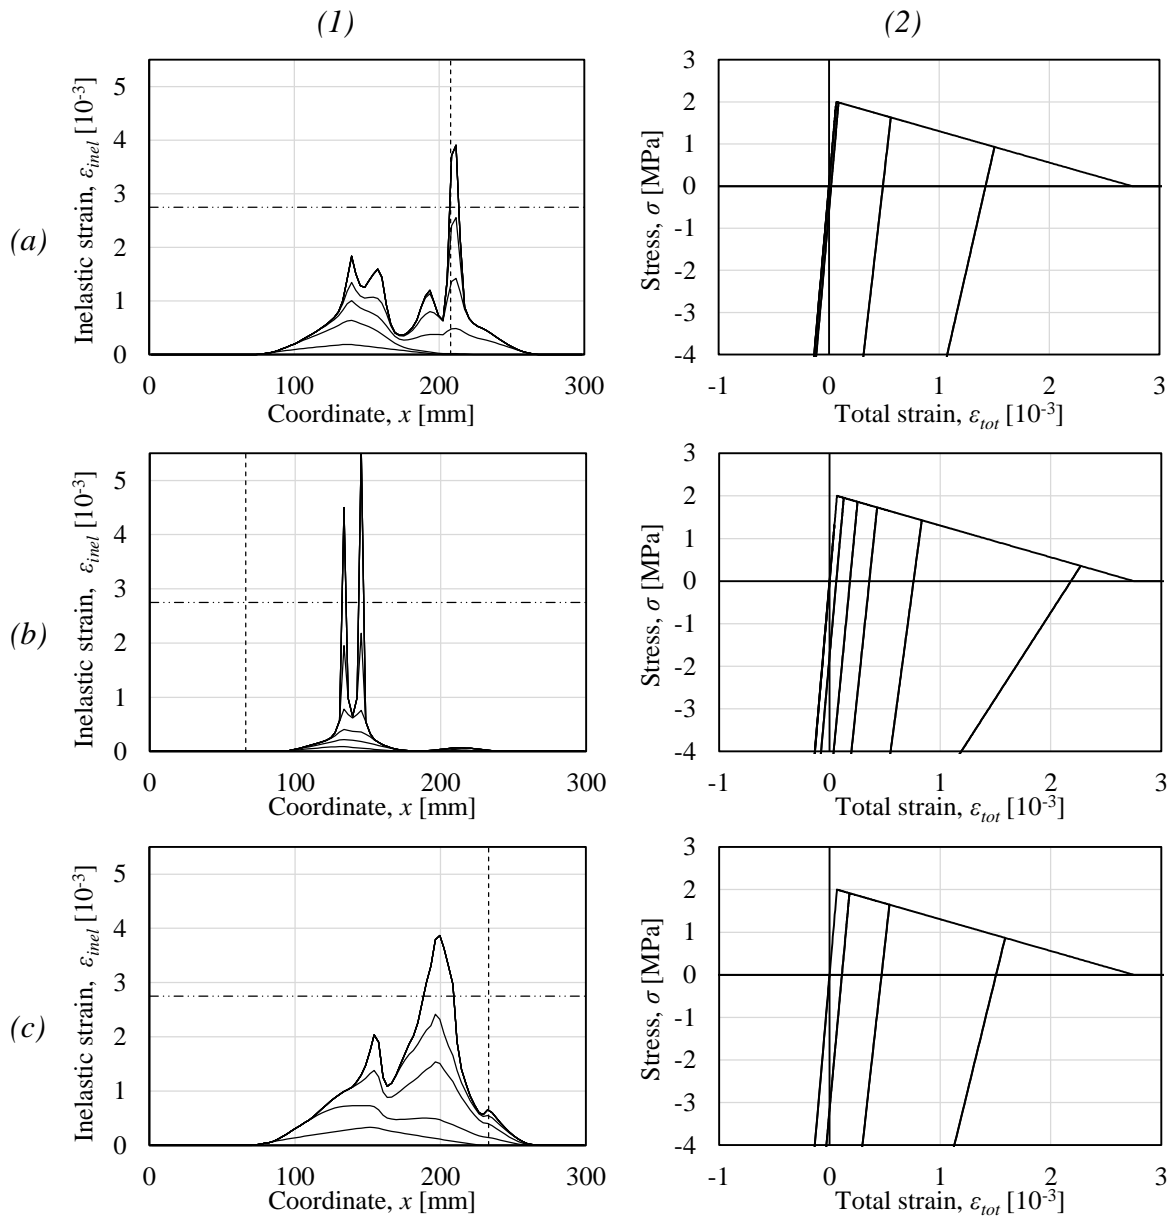 (1) (2)
(a)
Inelastic strain, εinel [10-3]
5
4
3
2
1
0
0 100 200 300
Coordinate, x [mm]
Stress, σ [MPa]
3
2
1
0
-1
-2
-3
-4
-1 0 1 2 3
Total strain, εtot [10-3]
(b)
Inelastic strain, εinel [10-3]
5
4
3
2
1
0
0 100 200 300
Coordinate, x [mm]
Stress, σ [MPa]
3
2
1
0
-1
-2
-3
-4
-1 0 1 2 3
Total strain, εtot [10-3]
(c)
Inelastic strain, εinel [10-3]
5
4
3
2
1
0
0 100 200 300
Coordinate, x [mm]
Stress, σ [MPa]
3
2
1
0
-1
-2
-3
-4
-1 0 1 2 3
Total strain, εtot [10-3]